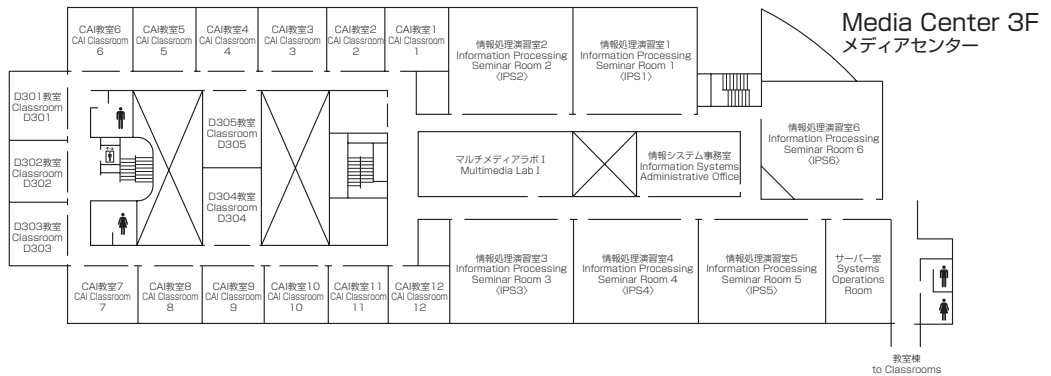 Media Center 3F
メディアセンター
CAI教室6
CAI Classroom
6
CAI教室5
CAI Classroom
5
CAI教室4
CAI Classroom
4
CAI教室3
CAI Classroom
3
CAI教室2
CAI Classroom
2
CAI教室1
CAI Classroom
1
情報処理演習室2
Information Processing
Seminar Room 2
〈IPS2〉
情報処理演習室1
Information Processing
Seminar Room 1
〈IPS1〉
D301教室
Classroom
D301
D305教室
Classroom
D305
情報処理演習室6
Information Processing
Seminar Room 6
〈IPS6〉
D302教室
Classroom
D302
マルチメディアラボⅠ
Multimedia Lab Ⅰ
情報システム事務室
Information Systems
Administrative Office
D304教室
Classroom
D304
D303教室
Classroom
D303
情報処理演習室3
Information Processing
Seminar Room 3
〈IPS3〉
情報処理演習室4
Information Processing
Seminar Room 4
〈IPS4〉
情報処理演習室5
Information Processing
Seminar Room 5
〈IPS5〉
サーバー室
Systems
Operations
Room
CAI教室7
CAI Classroom
7
CAI教室8
CAI Classroom
8
CAI教室9
CAI Classroom
9
CAI教室10
CAI Classroom
10
CAI教室11
CAI Classroom
11
CAI教室12
CAI Classroom
12
教室棟
to Classrooms